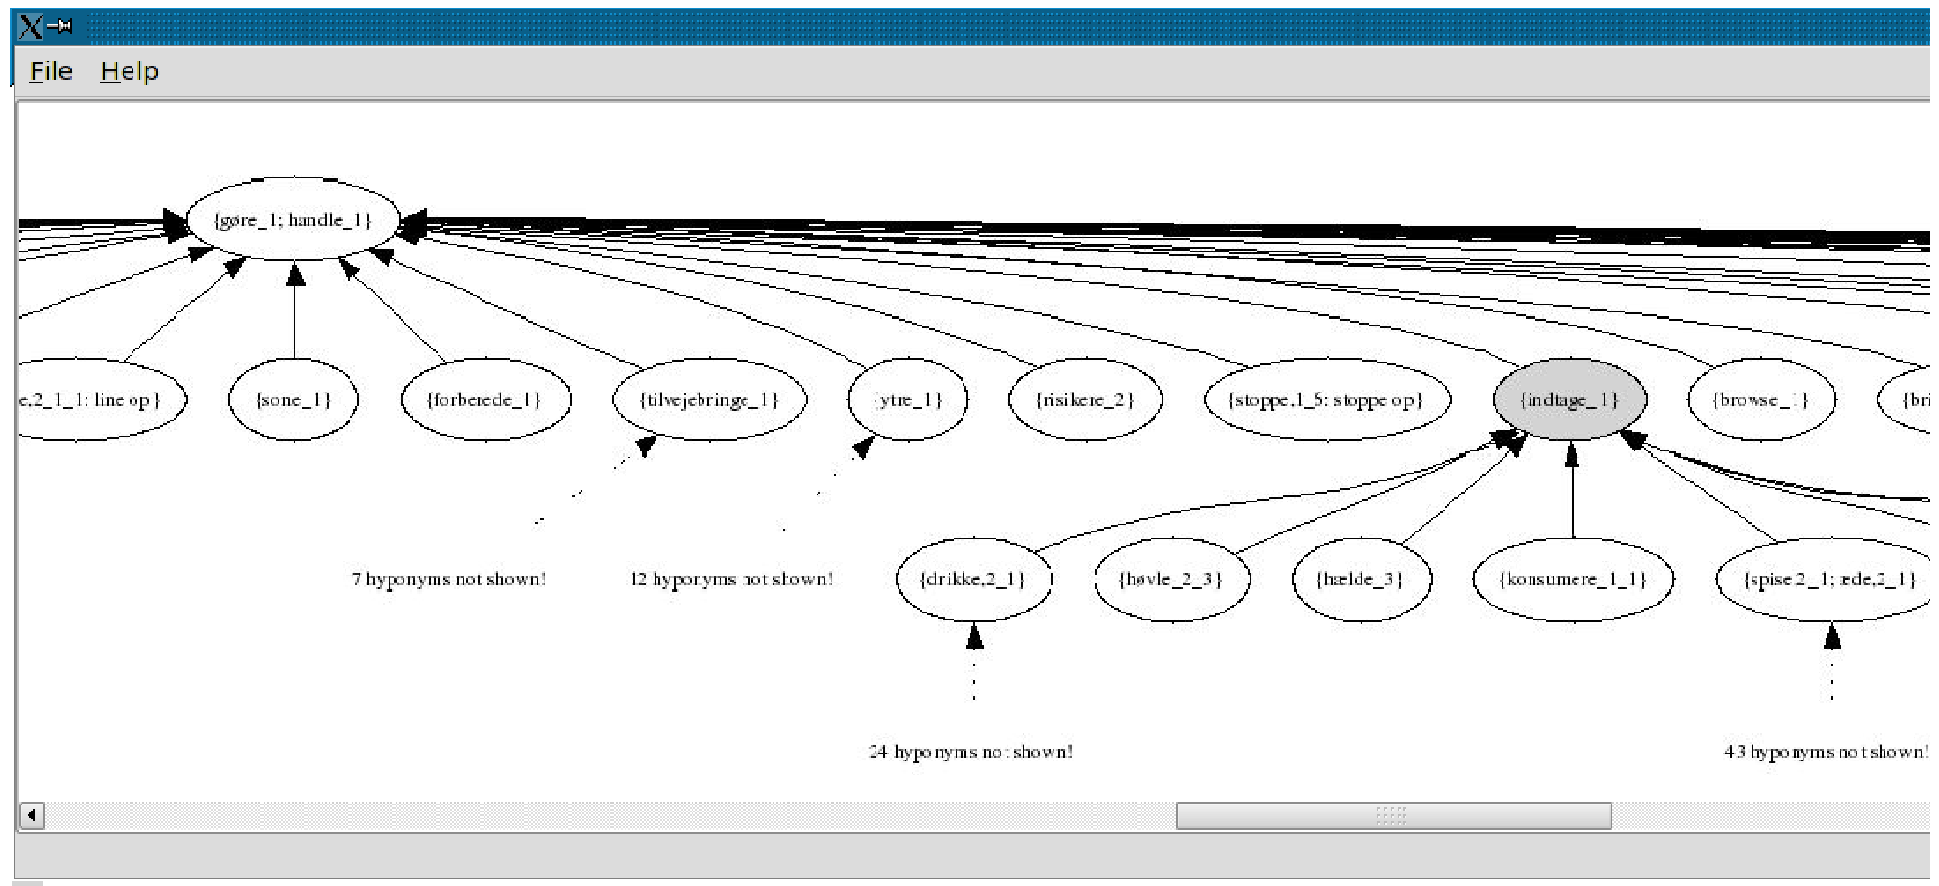 File Help
{gøre_1; handle_1}
e,2_1_1; line op} {sone_1} {forberede_1} {tilvejebringe_1} {ytre_1} {risikere_2} {stoppe,1_5; stoppe op} {indtage_1} {browse_1} {bri
7 hyponyms not shown! 12 hyponyms not shown! {drikke,2_1} {høvle_2_3} {hælde_3} {konsumere_1_1} {spise,2_1; æde,2_1}
24 hyponyms not shown! 43 hyponyms not shown!